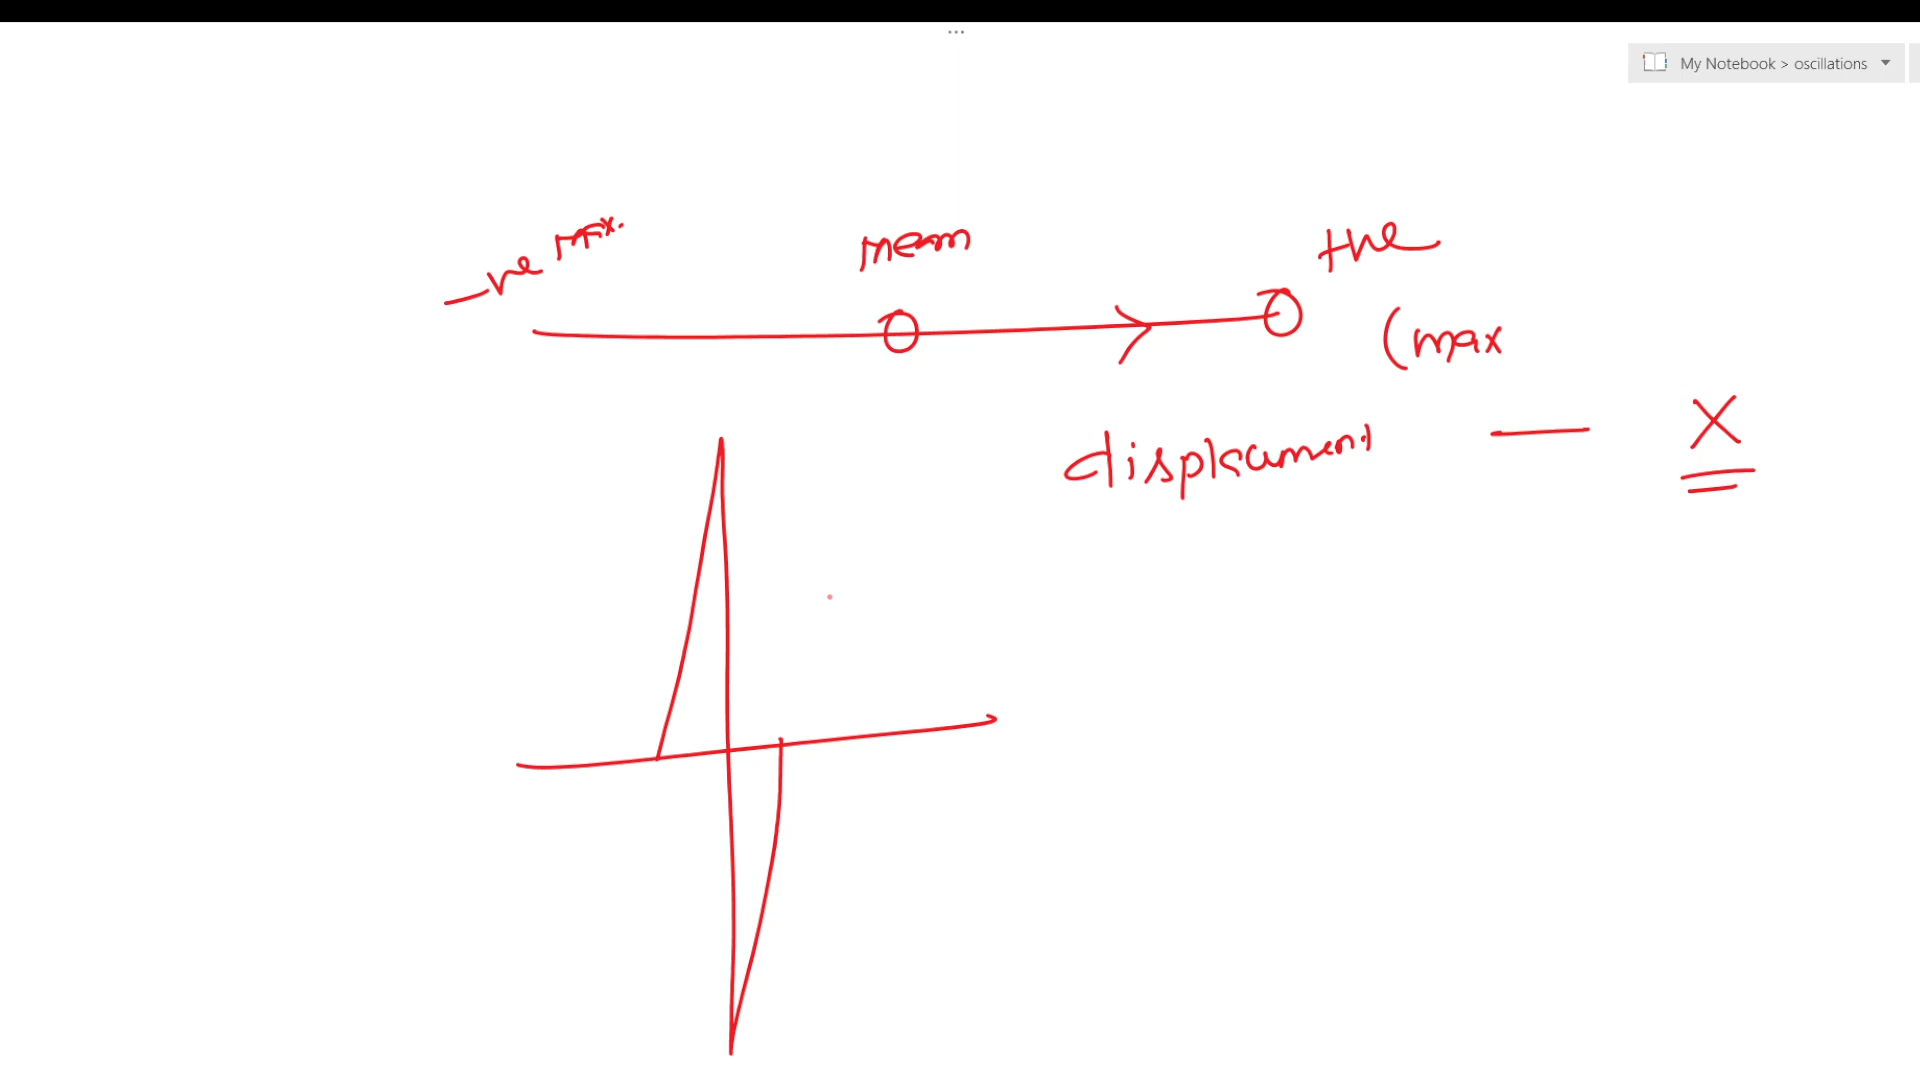 My Notebook > oscillations
-ve max.
mean
+ve
(max
displacement — X